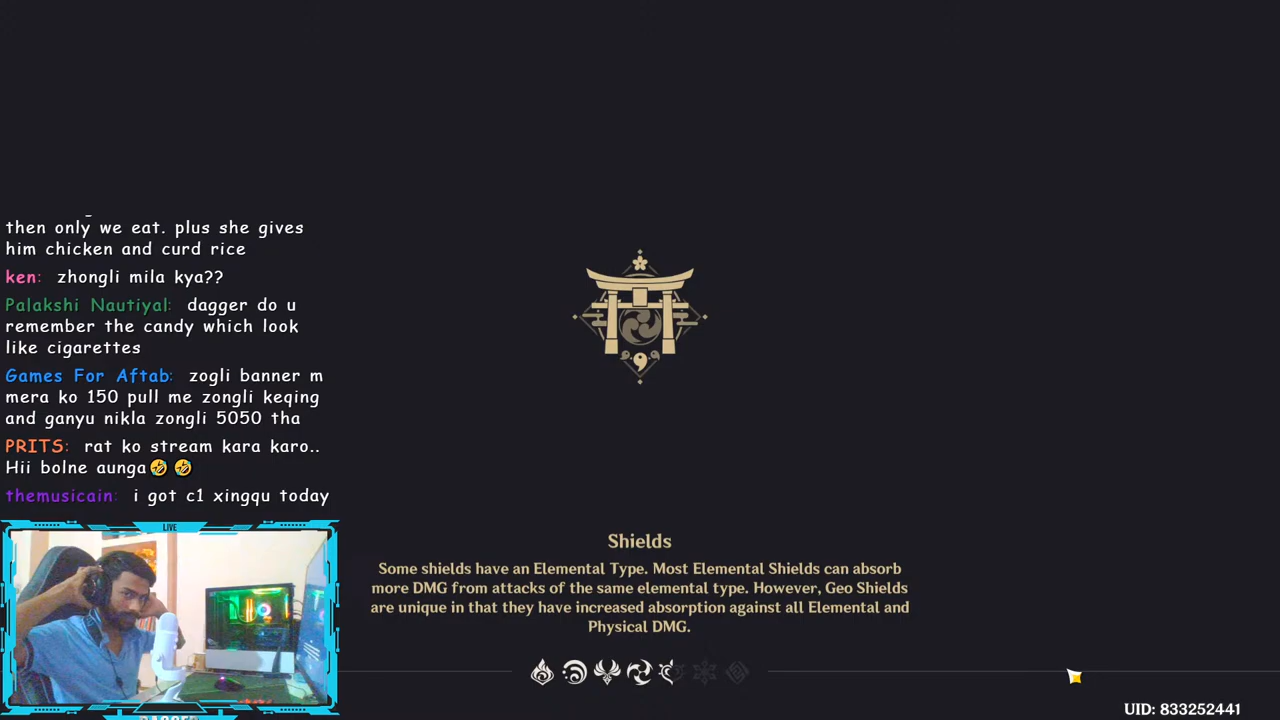 then only we eat. plus she gives
him chicken and curd rice
ken: zhongli mila kya??
Palakshi Nautiyal: dagger do u
remember the candy which look
like cigarettes
Games For Aftab: zogli banner m
mera ko 150 pull me zongli keqing
and ganyu nikla zongli 5050 tha
PRITS: rat ko stream kara karo..
Hii bolne aunga🤣 🤣
themusicain: i got c1 xingqu today
LIVE
Shields
Some shields have an Elemental Type. Most Elemental Shields can absorb
more DMG from attacks of the same elemental type. However, Geo Shields
are unique in that they have increased absorption against all Elemental and
Physical DMG.
UID: 833252441